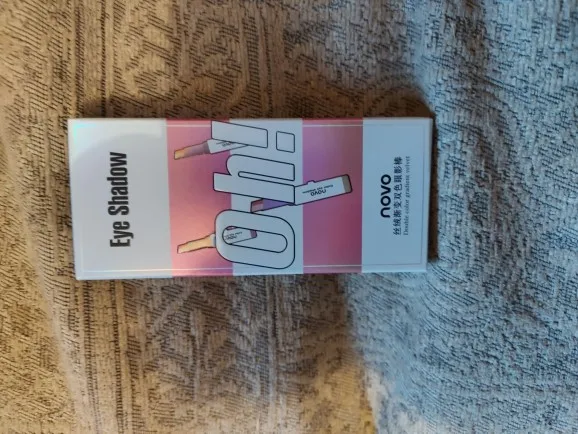 Eye Shadow
Oh!
novo
丝绒渐变双色眼影棒
Double color gradient velvet